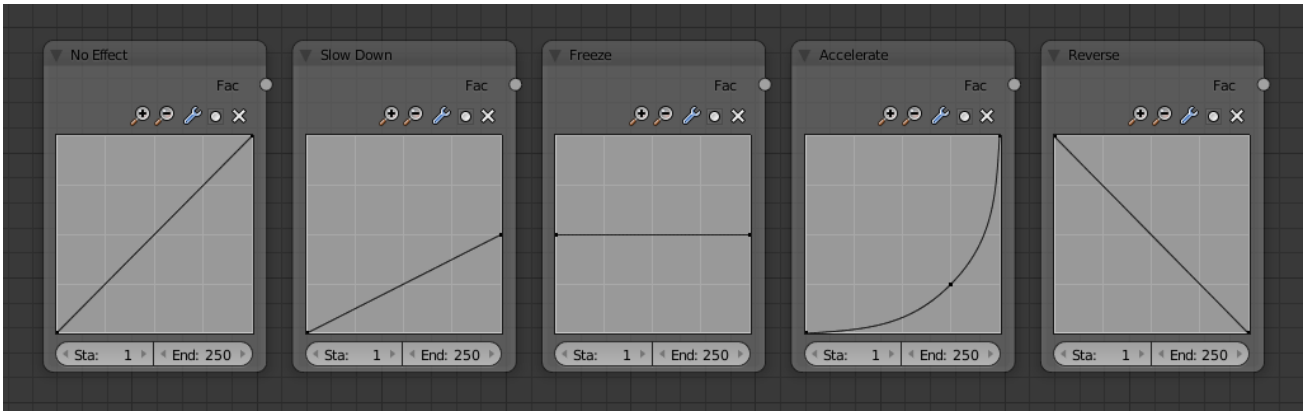 No Effect
Slow Down
Freeze
Accelerate
Reverse
Fac
Fac
Fac
Fac
Fac
Sta: 1 End: 250
Sta: 1 End: 250
Sta: 1 End: 250
Sta: 1 End: 250
Sta: 1 End: 250